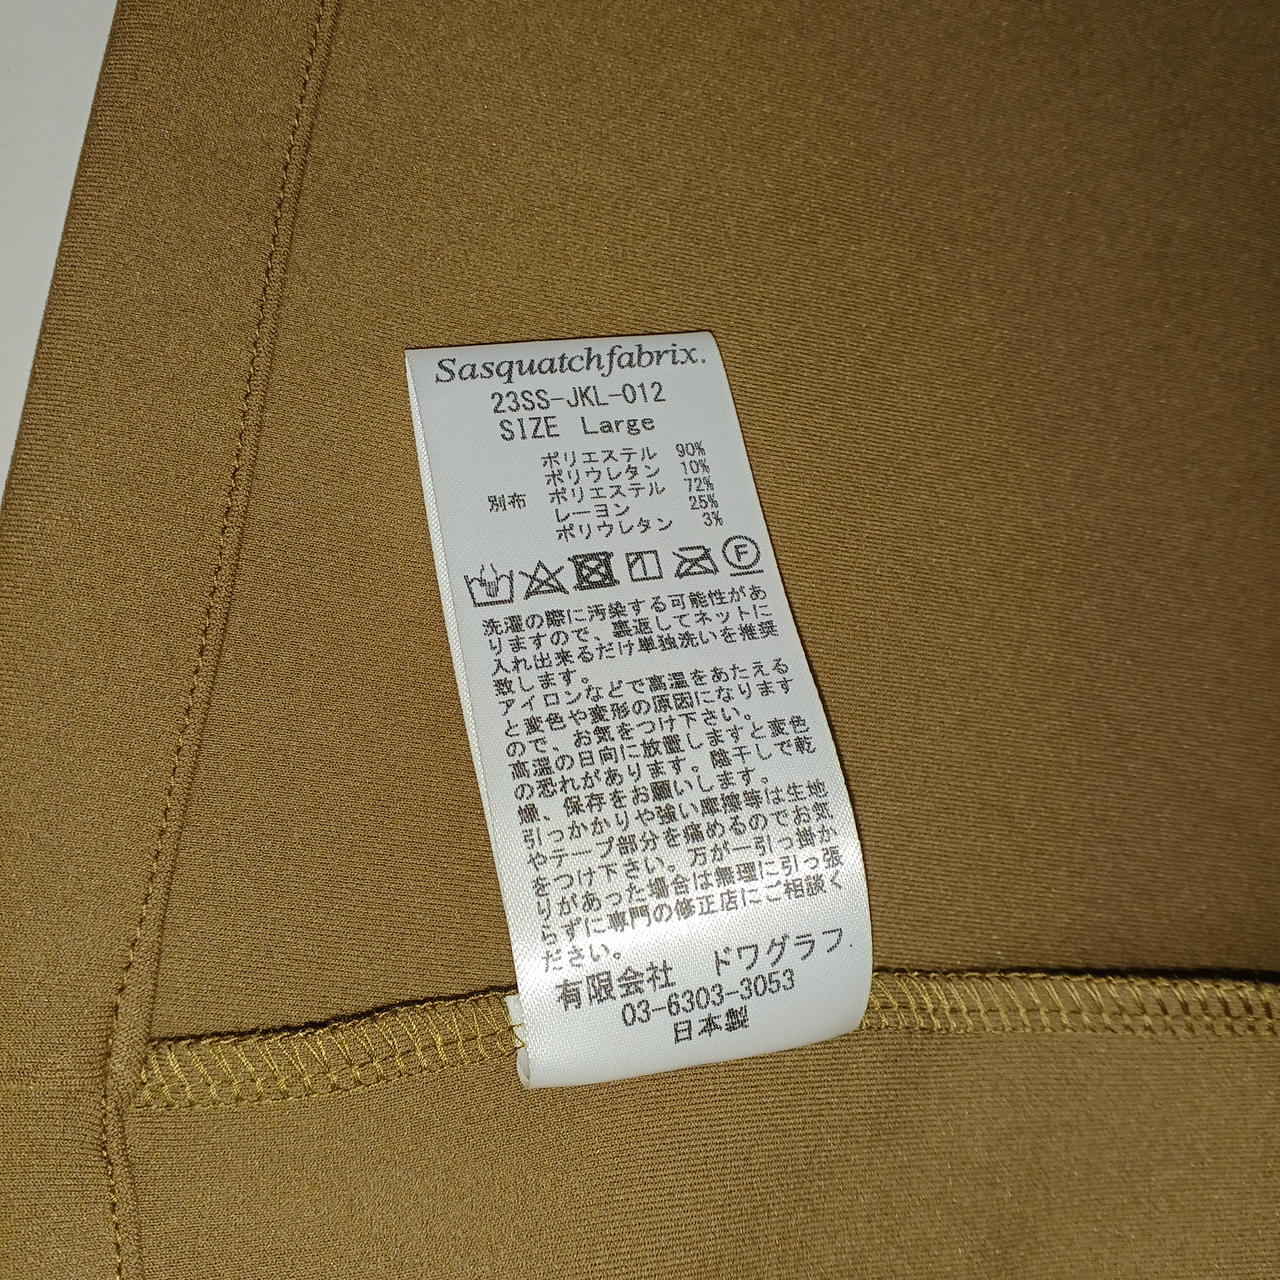 Sasquatchfabrix.
23SS-JKL-012
SIZE Large
ポリエステル 90%
ポリウレタン 10%
別布 ポリエステル 72%
レーヨン 25%
ポリウレタン 3%
F
洗濯の際に汚染する可能性があ
りますので、裏返してネットに
入れ出来るだけ単独洗いを推奨
致します。
アイロンなどで高温をあたえる
と変色や変形の原因になります
ので、お気をつけ下さい。
高温の日向に放置しますと変色
の恐れがあります。陰干しで乾
燥、保存をお願いします。
引っかかりや強い摩擦等は生地
やテープ部分を痛めるのでお気
をつけ下さい。万が一引っ掛か
りがあった場合は無理に引っ張
らずに専門の修正店にご相談く
ださい。
有限会社 ドワグラフ.
03-6303-3053
日本製